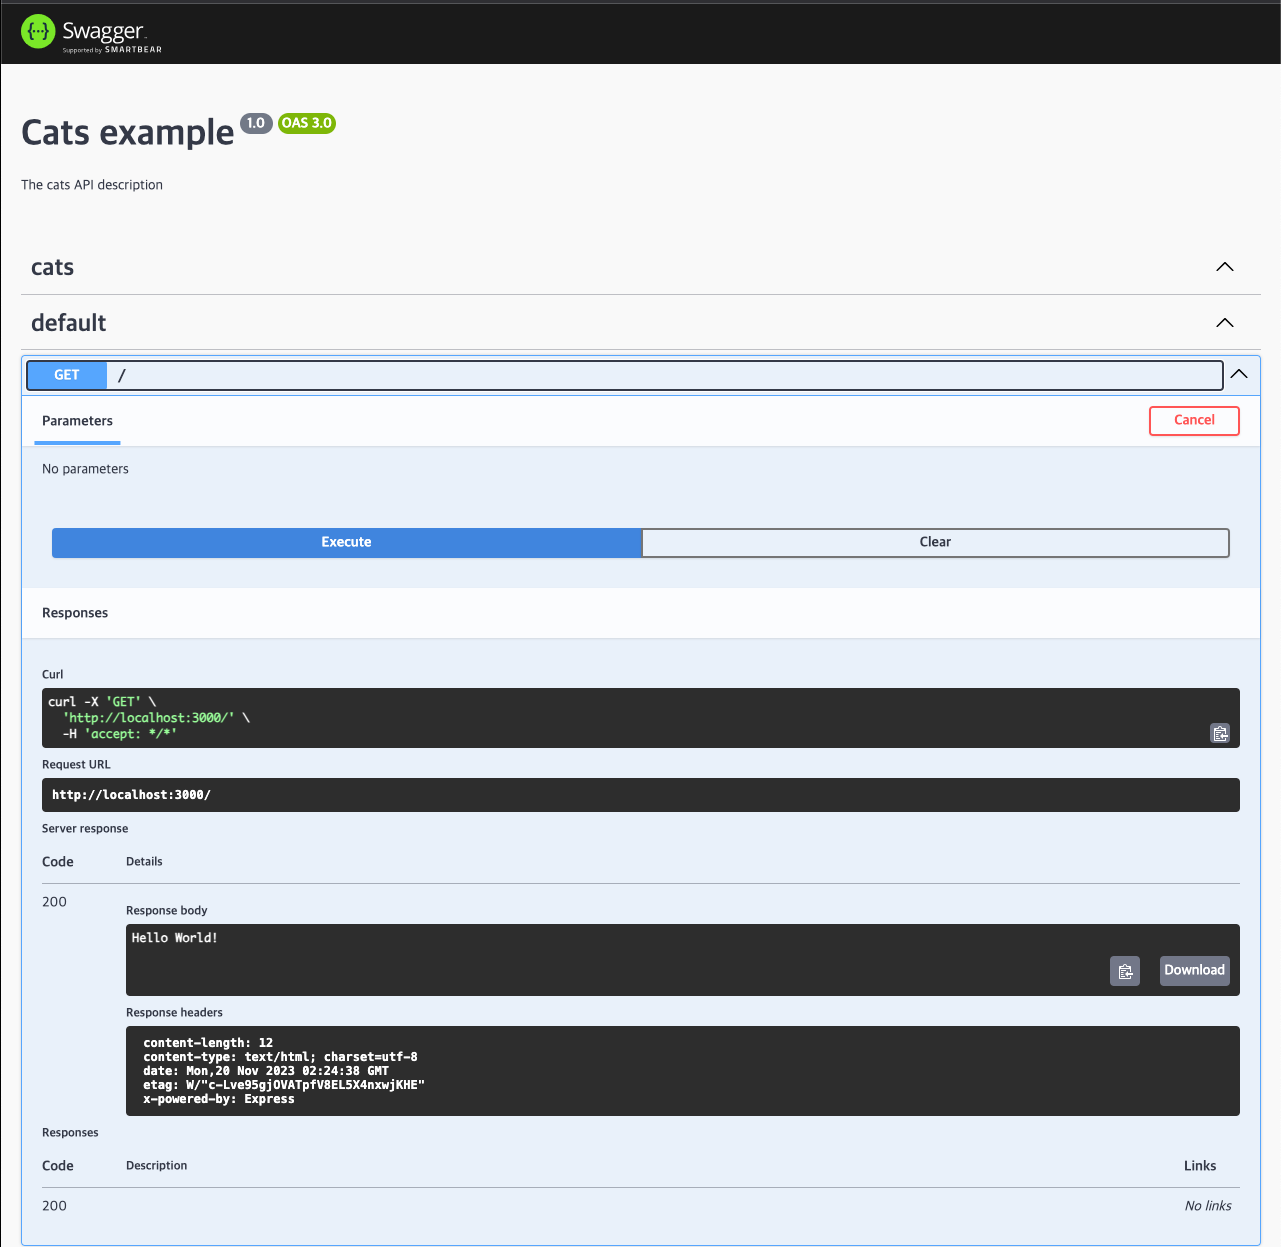 Swagger
Supported by SMARTBEAR
Cats example 1.0 OAS 3.0
The cats API description
cats
default
GET /
Parameters Cancel
No parameters
Execute Clear
Responses
Curl
curl -X 'GET' \
'http://localhost:3000/' \
-H 'accept: */*'
Request URL
http://localhost:3000/
Server response
Code Details
200
Response body
Hello World!
Download
Response headers
content-length: 12
content-type: text/html; charset=utf-8
date: Mon,20 Nov 2023 02:24:38 GMT
etag: W/"c-Lve95gjOVATpfV8EL5X4nxwjKHE"
x-powered-by: Express
Responses
Code Description Links
200 No links